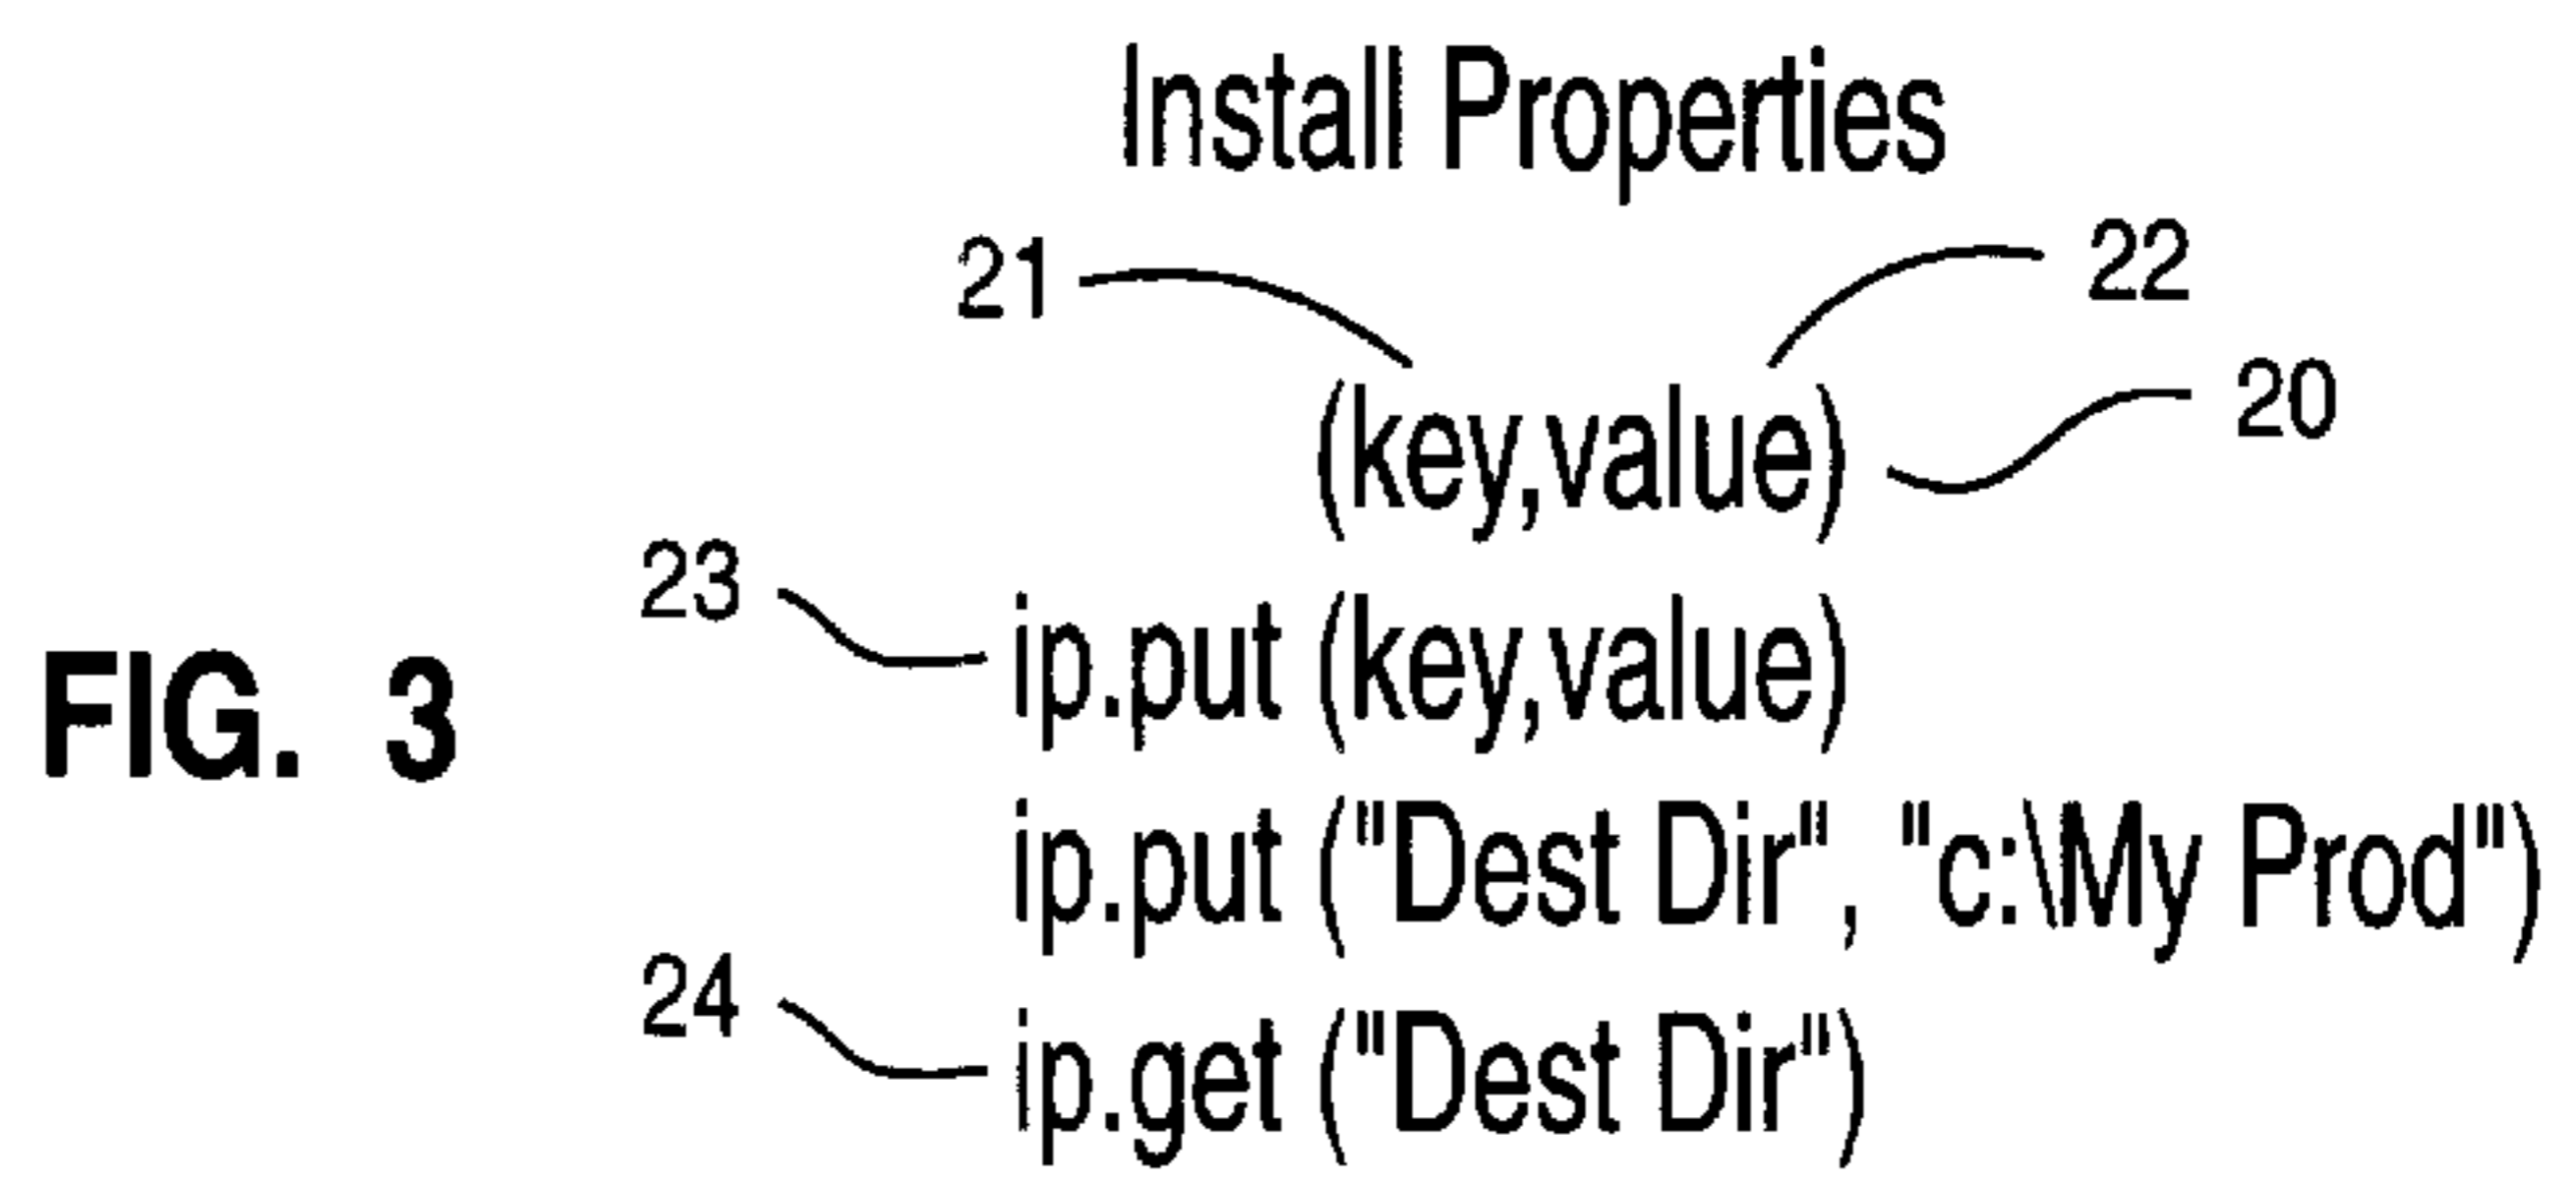 Install Properties
21
22
(key,value)
20
23
ip.put (key,value)
FIG. 3
ip.put ("Dest Dir", "c:\My Prod")
24
ip.get ("Dest Dir")